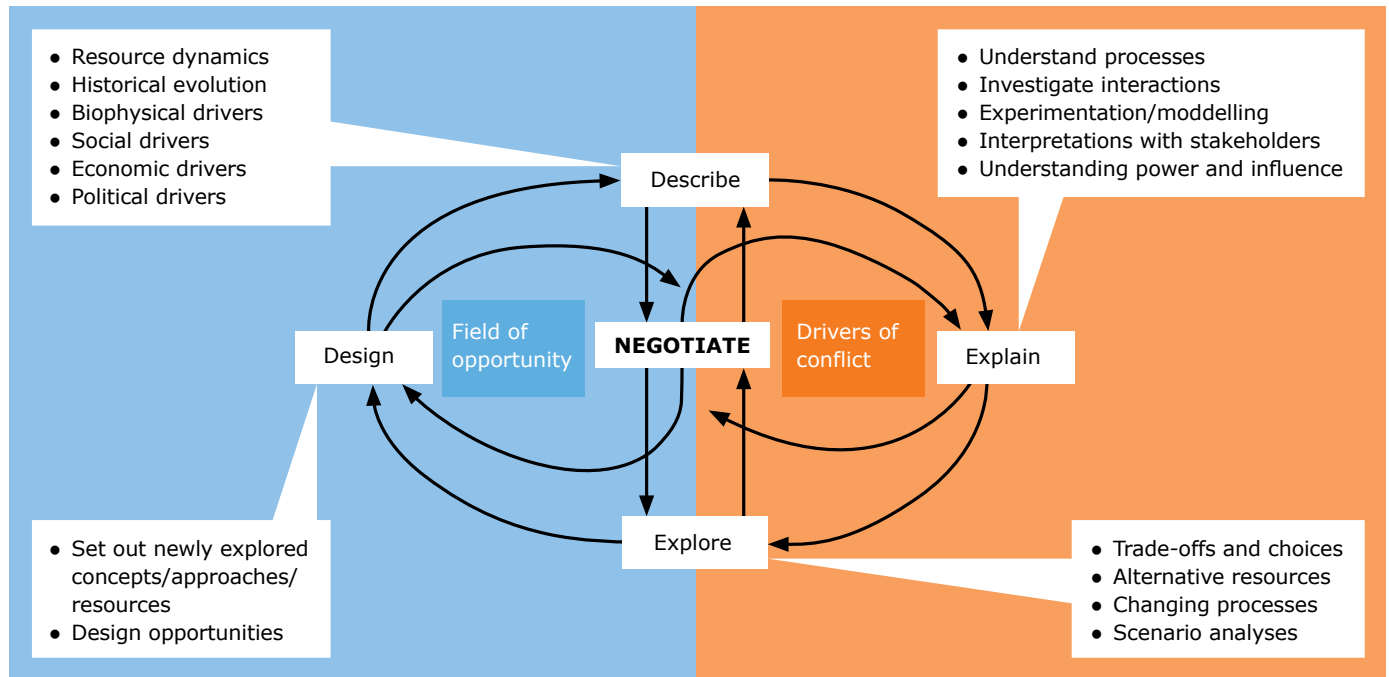 ● Resource dynamics
● Historical evolution
● Biophysical drivers
● Social drivers
● Economic drivers
● Political drivers
● Understand processes
● Investigate interactions
● Experimentation/moddelling
● Interpretations with stakeholders
● Understanding power and influence
Describe
Design
Field of
opportunity
NEGOTIATE
Drivers of
conflict
Explain
Explore
● Set out newly explored
concepts/approaches/
resources
● Design opportunities
● Trade-offs and choices
● Alternative resources
● Changing processes
● Scenario analyses